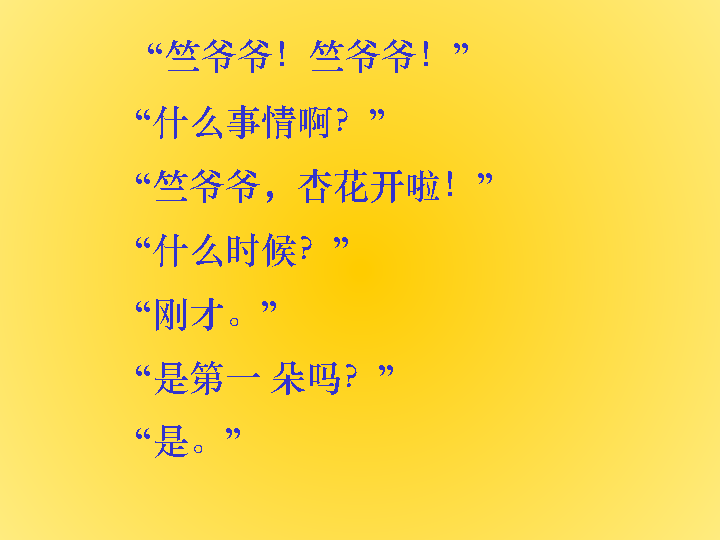 “竺爷爷！竺爷爷！”
“什么事情啊？”
“竺爷爷，杏花开啦！”
“什么时候？”
“刚才。”
“是第一 朵吗？”
“是。”